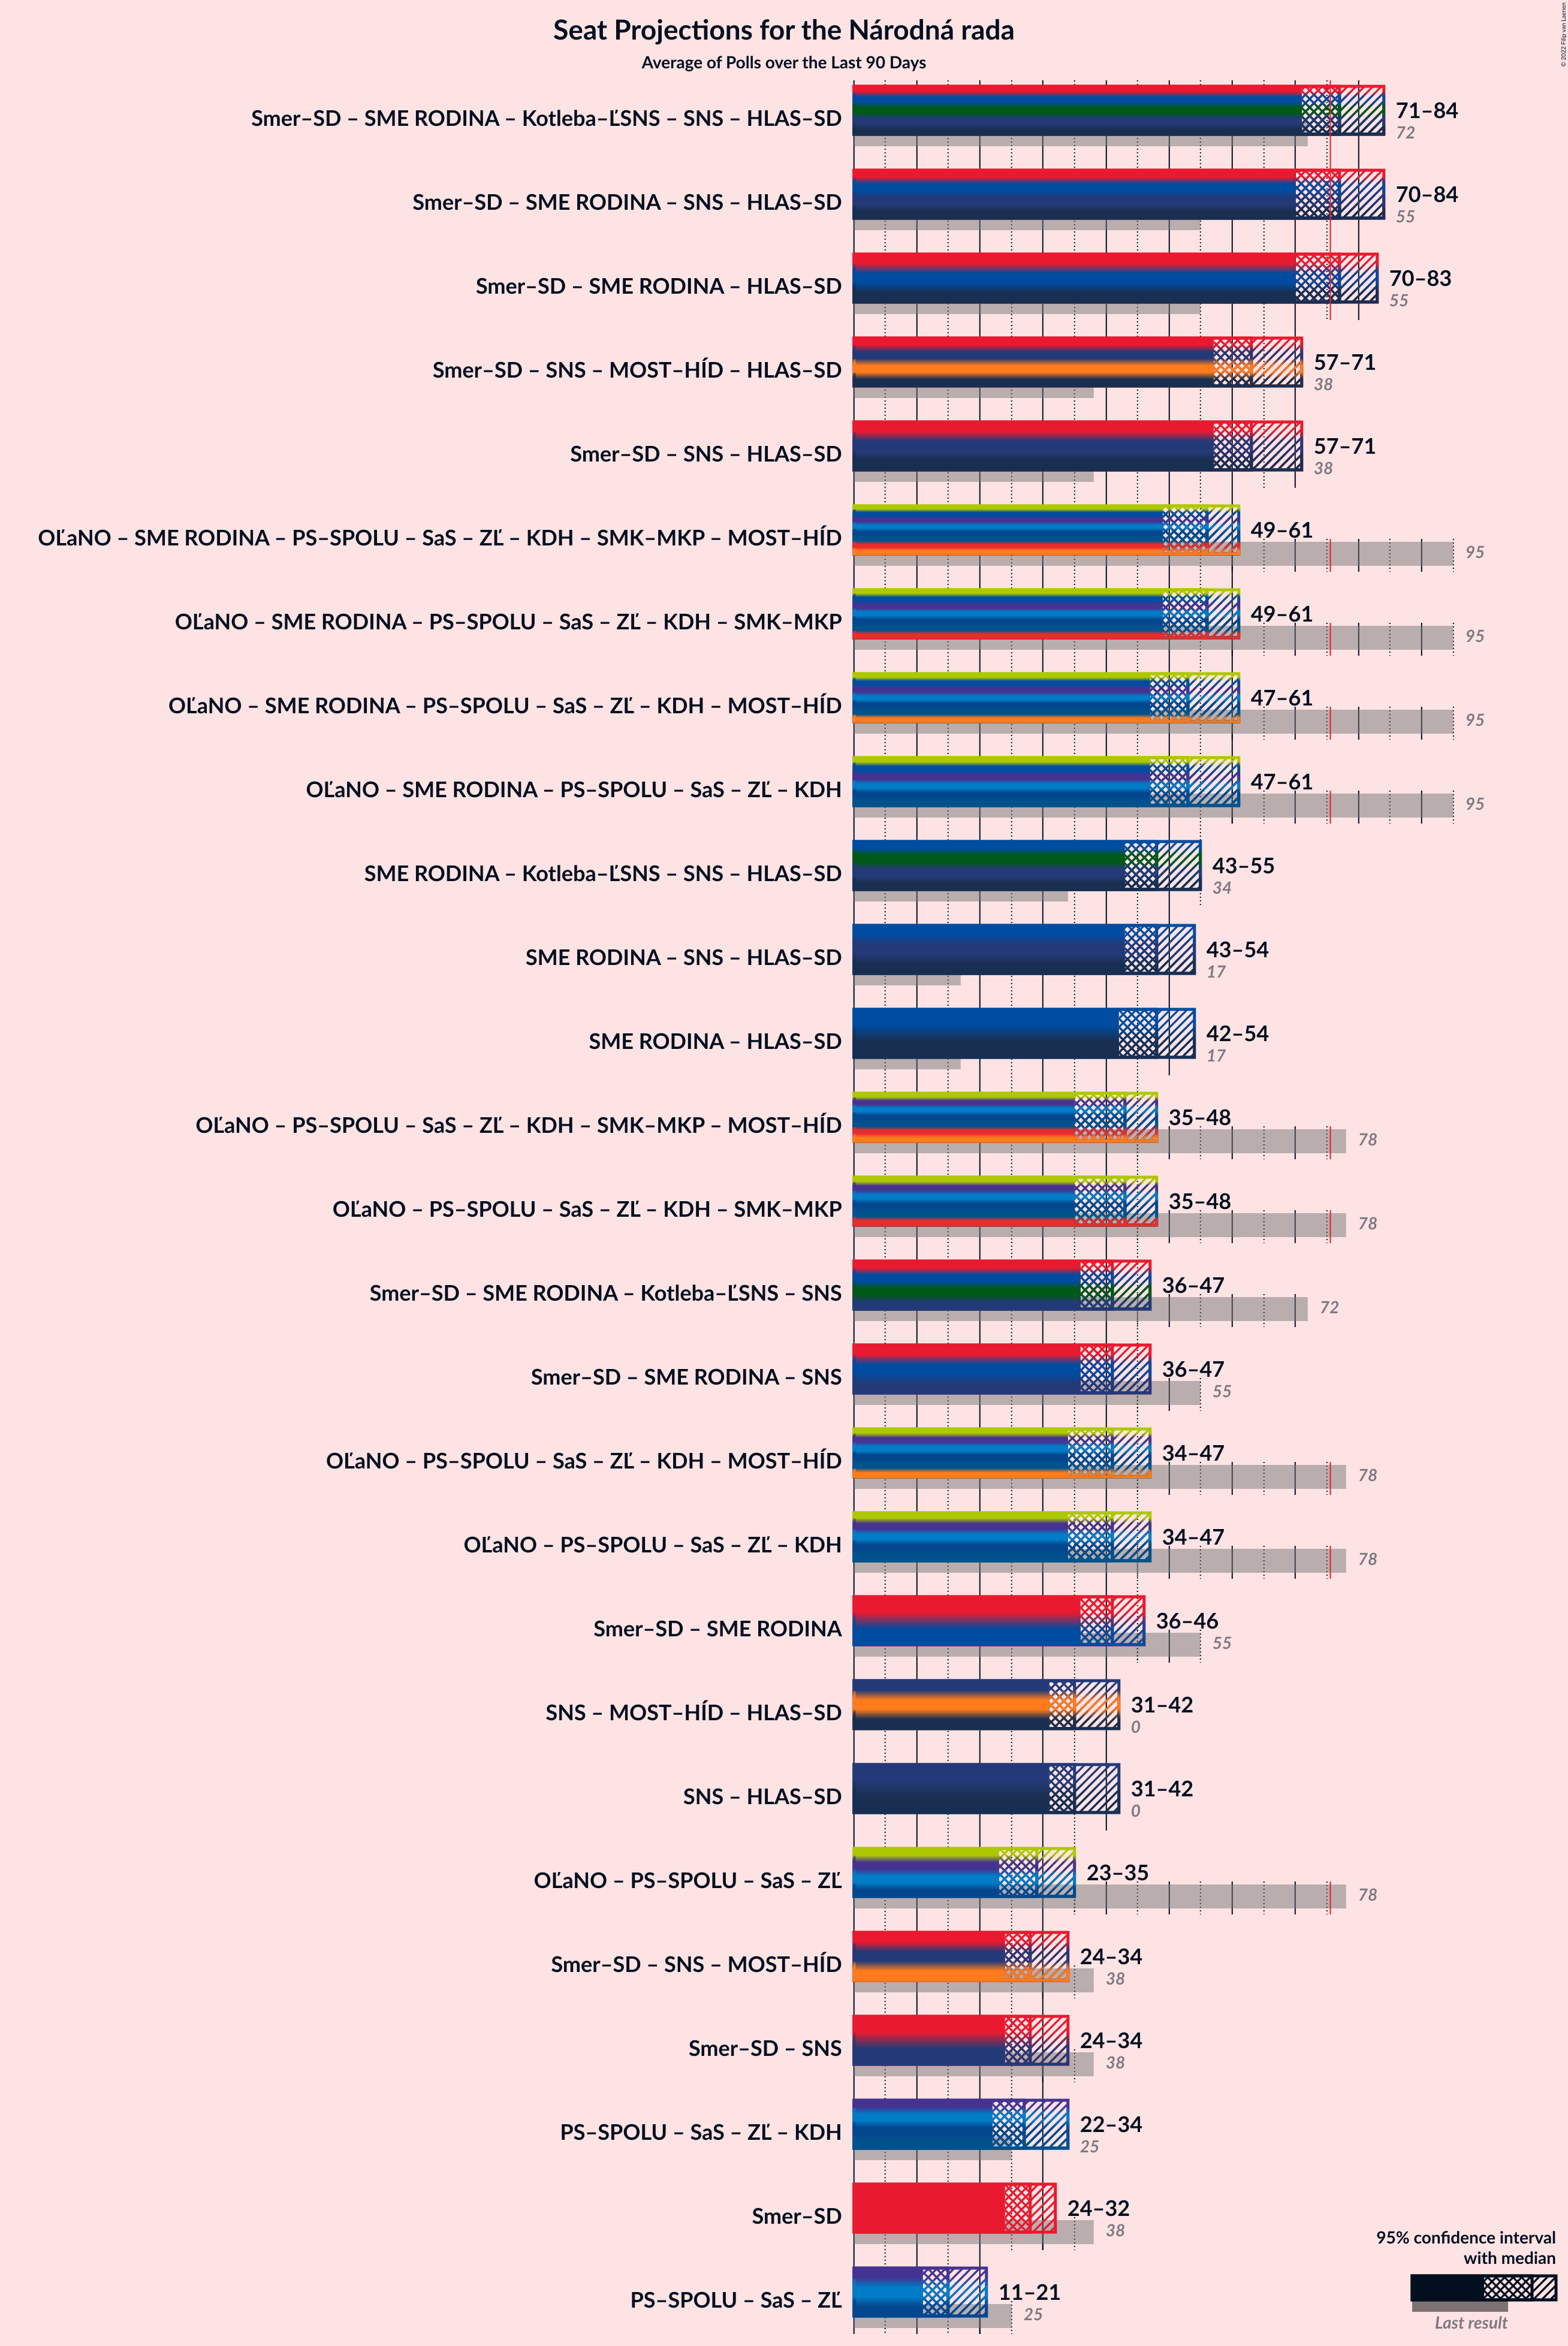 © 2022 Filip van Laenen
Seat Projections for the Národná rada
Average of Polls over the Last 90 Days
Smer–SD – SME RODINA – Kotleba–ĽSNS – SNS – HLAS–SD
71–84
72
Smer–SD – SME RODINA – SNS – HLAS–SD
70–84
55
Smer–SD – SME RODINA – HLAS–SD
70–83
55
Smer–SD – SNS – MOST–HÍD – HLAS–SD
57–71
38
Smer–SD – SNS – HLAS–SD
57–71
38
OĽaNO – SME RODINA – PS–SPOLU – SaS – ZĽ – KDH – SMK–MKP – MOST–HÍD
49–61
95
OĽaNO – SME RODINA – PS–SPOLU – SaS – ZĽ – KDH – SMK–MKP
49–61
95
OĽaNO – SME RODINA – PS–SPOLU – SaS – ZĽ – KDH – MOST–HÍD
47–61
95
OĽaNO – SME RODINA – PS–SPOLU – SaS – ZĽ – KDH
47–61
95
SME RODINA – Kotleba–ĽSNS – SNS – HLAS–SD
43–55
34
SME RODINA – SNS – HLAS–SD
43–54
17
SME RODINA – HLAS–SD
42–54
17
OĽaNO – PS–SPOLU – SaS – ZĽ – KDH – SMK–MKP – MOST–HÍD
35–48
78
OĽaNO – PS–SPOLU – SaS – ZĽ – KDH – SMK–MKP
35–48
78
Smer–SD – SME RODINA – Kotleba–ĽSNS – SNS
36–47
72
Smer–SD – SME RODINA – SNS
36–47
55
OĽaNO – PS–SPOLU – SaS – ZĽ – KDH – MOST–HÍD
34–47
78
OĽaNO – PS–SPOLU – SaS – ZĽ – KDH
34–47
78
Smer–SD – SME RODINA
36–46
55
SNS – MOST–HÍD – HLAS–SD
31–42
0
SNS – HLAS–SD
31–42
0
OĽaNO – PS–SPOLU – SaS – ZĽ
23–35
78
Smer–SD – SNS – MOST–HÍD
24–34
38
Smer–SD – SNS
24–34
38
PS–SPOLU – SaS – ZĽ – KDH
22–34
25
Smer–SD
24–32
38
PS–SPOLU – SaS – ZĽ
11–21
25
95% confidence interval
with median
Last result